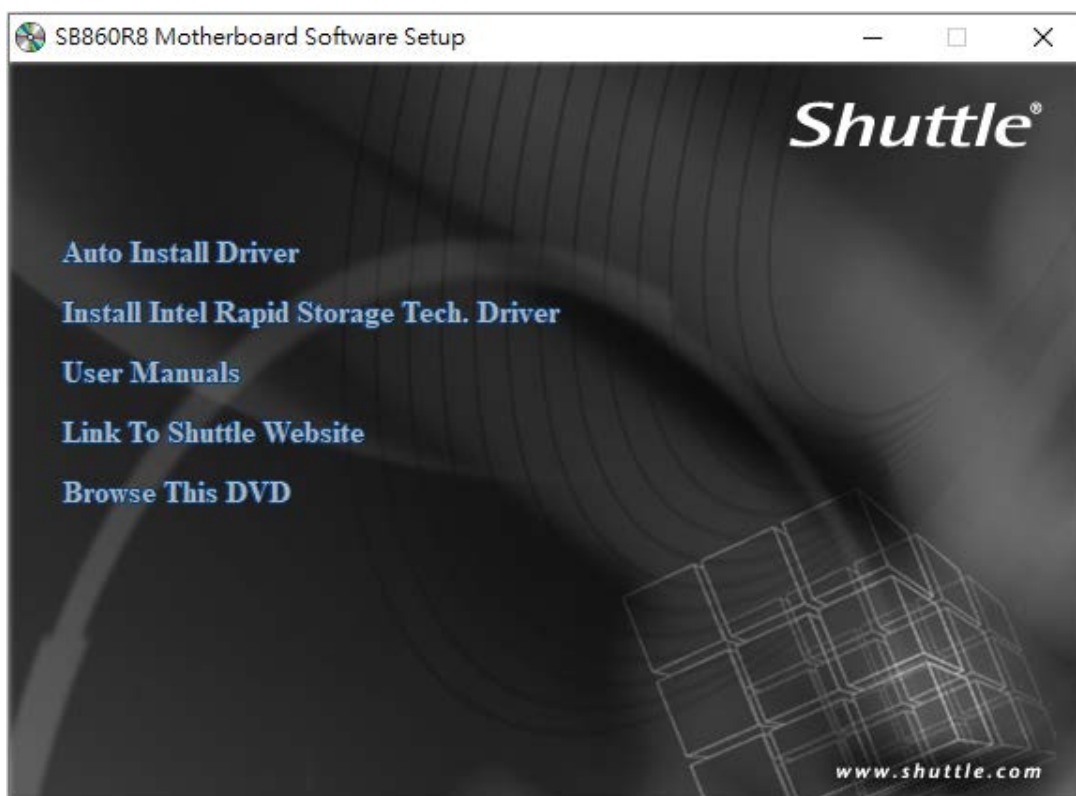 SB860R8 Motherboard Software Setup
Shuttle®
Auto Install Driver
Install Intel Rapid Storage Tech. Driver
User Manuals
Link To Shuttle Website
Browse This DVD
www.shuttle.com